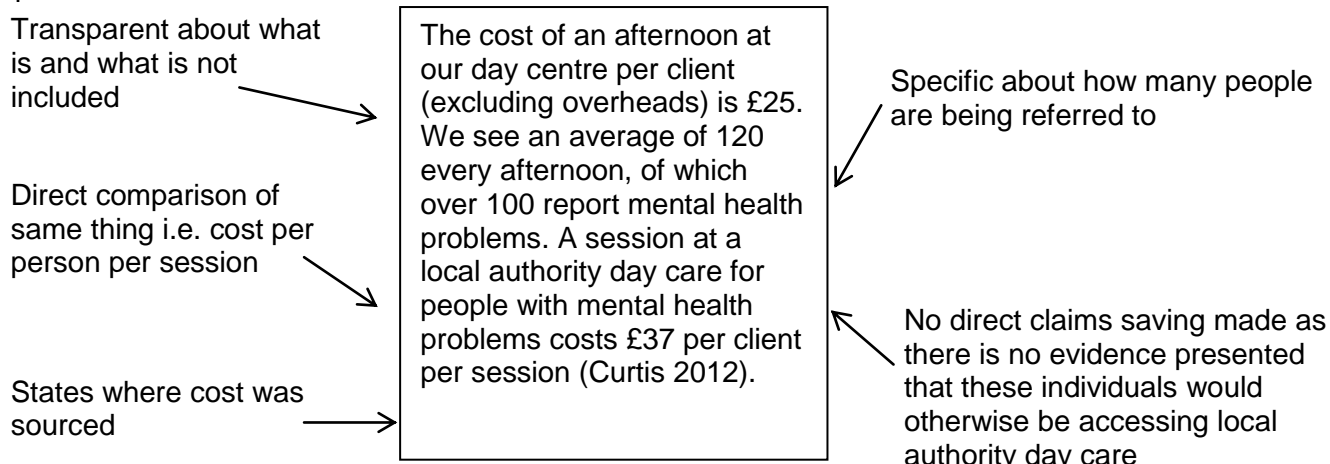 Transparent about what
is and what is not
included
Direct comparison of
same thing i.e. cost per
person per session
States where cost was
sourced
The cost of an afternoon at
our day centre per client
(excluding overheads) is £25.
We see an average of 120
every afternoon, of which
over 100 report mental health
problems. A session at a
local authority day care for
people with mental health
problems costs £37 per client
per session (Curtis 2012).
Specific about how many people
are being referred to
No direct claims saving made as
there is no evidence presented
that these individuals would
otherwise be accessing local
authority day care